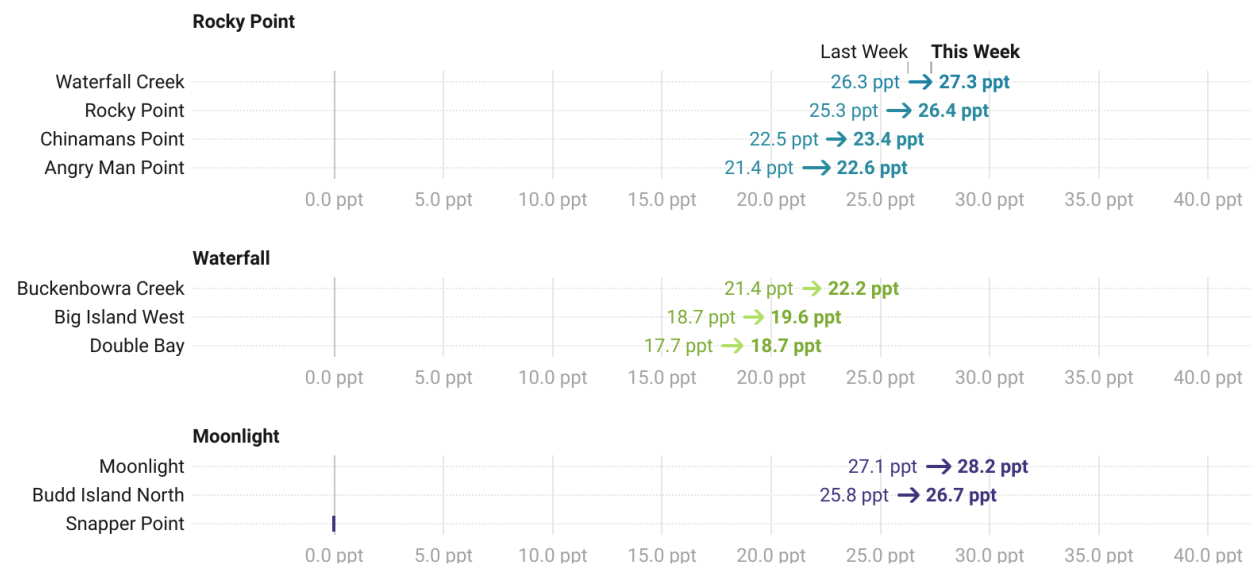 Rocky Point
Last Week This Week
Waterfall Creek 26.3 ppt 27.3 ppt
Rocky Point 25.3 ppt 26.4 ppt
Chinamans Point 22.5 ppt 23.4 ppt
Angry Man Point 21.4 ppt 22.6 ppt
0.0 ppt 5.0 ppt 10.0 ppt 15.0 ppt 20.0 ppt 25.0 ppt 30.0 ppt 35.0 ppt 40.0 ppt
Waterfall
Buckenbowra Creek 21.4 ppt 22.2 ppt
Big Island West 18.7 ppt 19.6 ppt
Double Bay 17.7 ppt 18.7 ppt
0.0 ppt 5.0 ppt 10.0 ppt 15.0 ppt 20.0 ppt 25.0 ppt 30.0 ppt 35.0 ppt 40.0 ppt
Moonlight
Moonlight 27.1 ppt 28.2 ppt
Budd Island North 25.8 ppt 26.7 ppt
Snapper Point
0.0 ppt 5.0 ppt 10.0 ppt 15.0 ppt 20.0 ppt 25.0 ppt 30.0 ppt 35.0 ppt 40.0 ppt